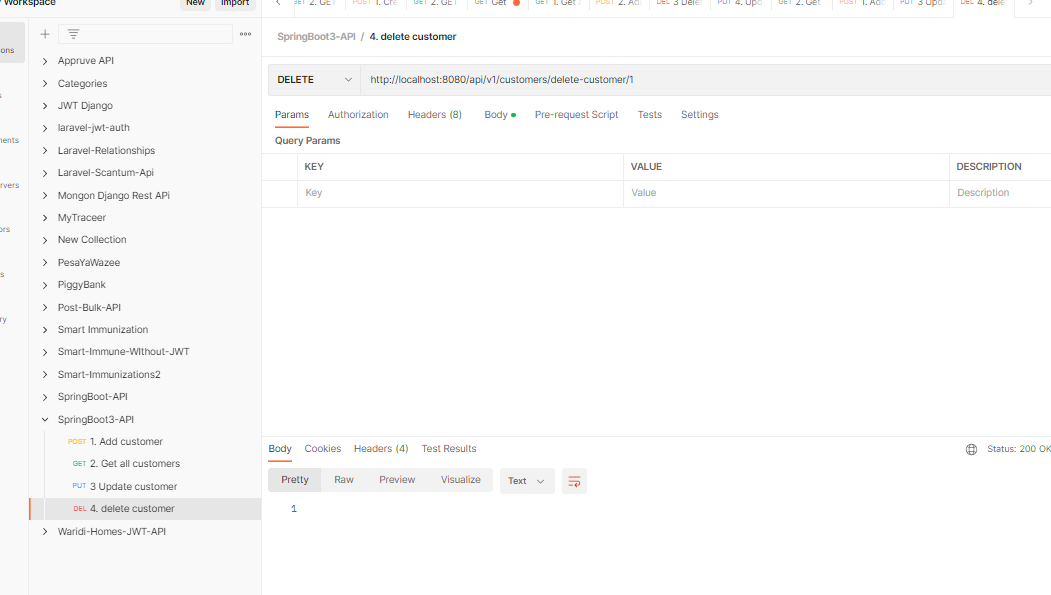 Workspace
New
Import
GET 2. GET
POST 1. Cre
GET 2. GET
GET Get
GET 1. Get
POST 2. Ad
DEL 3 Delet
PUT 4. Upd
GET 2. Get
POST 1. Add
PUT 3 Upd
DEL 4. dele
ons
ments
rvers
ors
s
ry
Appruve API
Categories
JWT Django
laravel-jwt-auth
Laravel-Relationships
Laravel-Scantum-Api
Mongon Django Rest APi
MyTraceer
New Collection
PesaYaWazee
PiggyBank
Post-Bulk-API
Smart Immunization
Smart-Immune-WIthout-JWT
Smart-Immunizations2
SpringBoot-API
SpringBoot3-API
POST 1. Add customer
GET 2. Get all customers
PUT 3 Update customer
DEL 4. delete customer
Waridi-Homes-JWT-API
SpringBoot3-API / 4. delete customer
DELETE http://localhost:8080/api/v1/customers/delete-customer/1
Params Authorization Headers (8) Body Pre-request Script Tests Settings
Query Params
KEY VALUE DESCRIPTION
Key Value Description
Body Cookies Headers (4) Test Results Status: 200 OK
Pretty Raw Preview Visualize Text
1